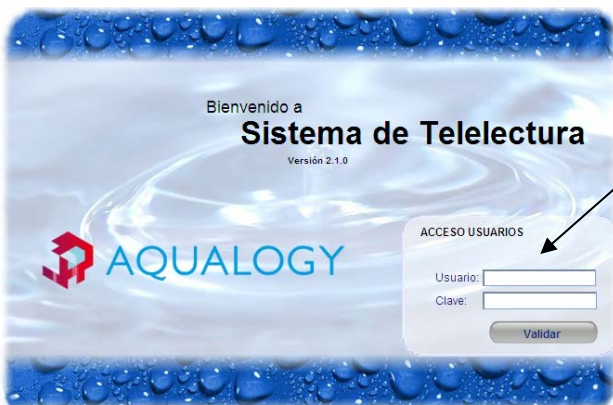 Bienvenido a
Sistema de Telelectura
Versión 2.1.0
AQUALOGY
ACCESO USUARIOS
Usuario:
Clave:
Validar